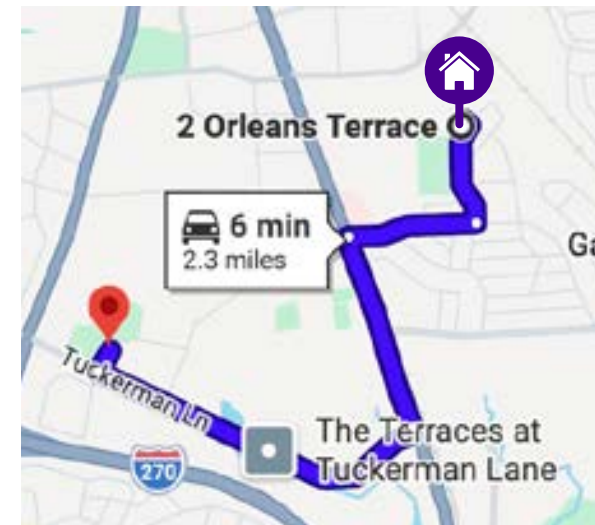 2 Orleans Terrace
6 min
2.3 miles
Ga
Tuckerman Ln
The Terraces at
Tuckerman Lane
270